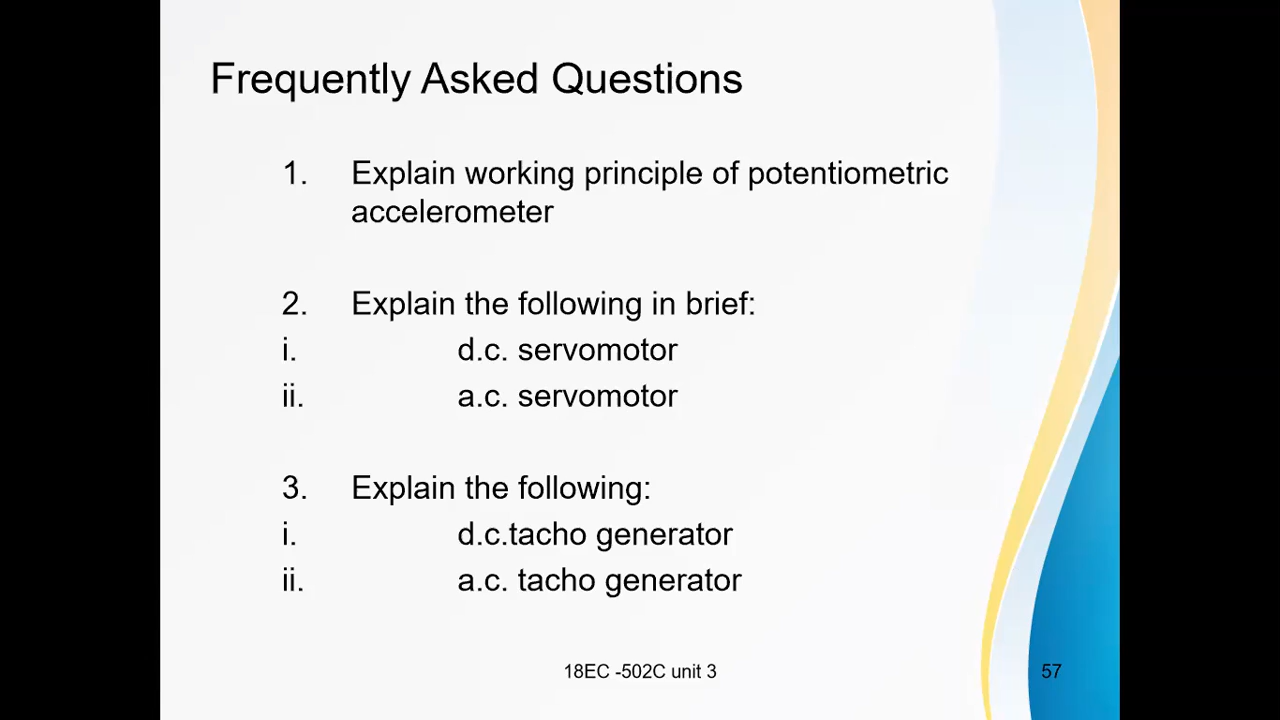 Frequently Asked Questions
1. Explain working principle of potentiometric
accelerometer
2. Explain the following in brief:
i. d.c. servomotor
ii. a.c. servomotor
3. Explain the following:
i. d.c.tacho generator
ii. a.c. tacho generator
18EC -502C unit 3
57